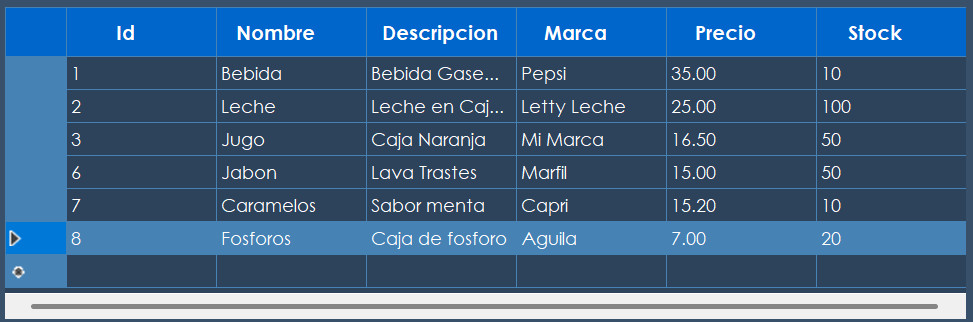 Id Nombre Descripcion Marca Precio Stock
1 Bebida Bebida Gase... Pepsi 35.00 10
2 Leche Leche en Caj... Letty Leche 25.00 100
3 Jugo Caja Naranja Mi Marca 16.50 50
6 Jabon Lava Trastes Marfil 15.00 50
7 Caramelos Sabor menta Capri 15.20 10
8 Fosforos Caja de fosforo Aguila 7.00 20